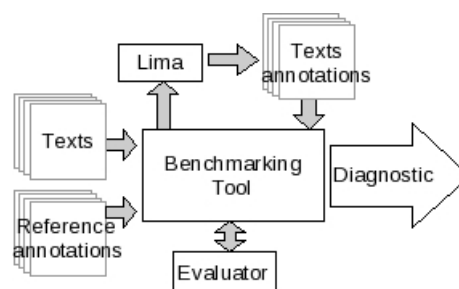 Lima
Texts
annotations
Texts
Benchmarking
Tool
Diagnostic
Reference
annotations
Evaluator